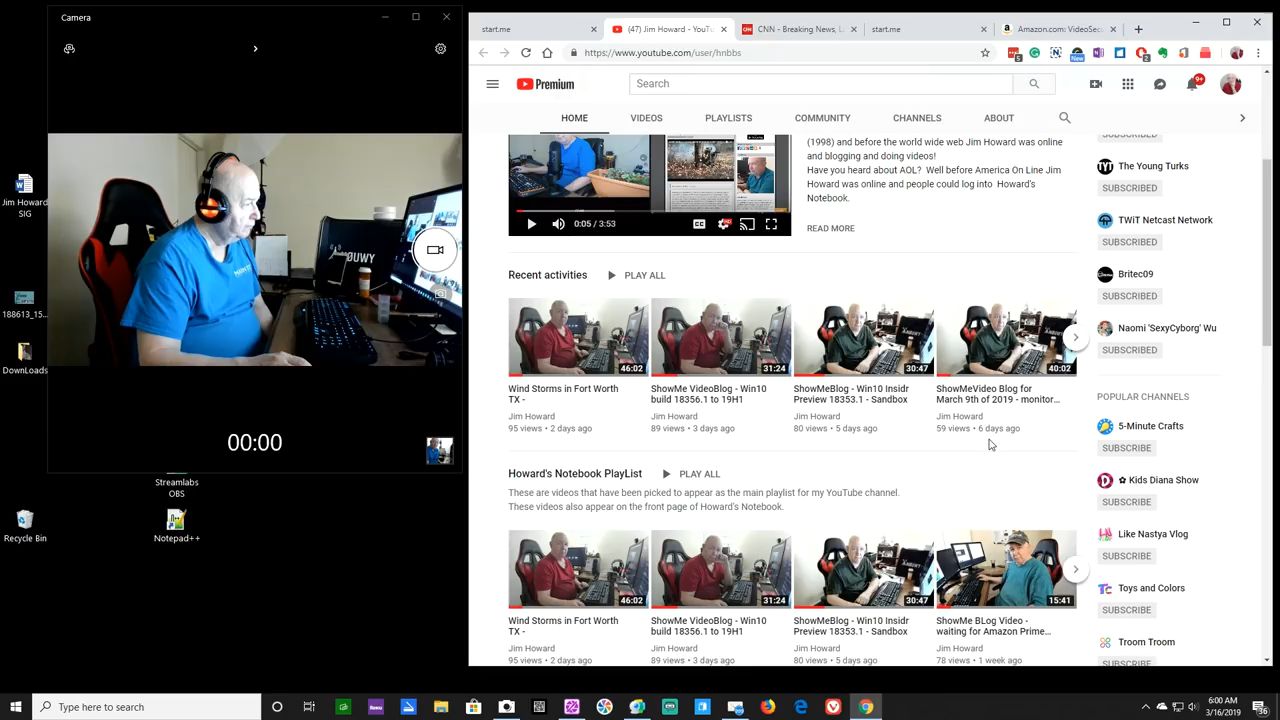 Camera
00:00
Jim Howard
SIG
188613_15...
DownLoads
Streamlabs
OBS
Recycle Bin
Notepad++
start.me
(47) Jim Howard - YouTu
CNN - Breaking News, L
start.me
Amazon.com: VideoSec
https://www.youtube.com/user/hnbbs
Premium
Search
9+
HOME
VIDEOS
PLAYLISTS
COMMUNITY
CHANNELS
ABOUT
0:05 / 3:53
(1998) and before the world wide web Jim Howard was online
and blogging and doing videos!
Have you heard about AOL? Well before America On Line Jim
Howard was online and people could log into Howard's
Notebook.
READ MORE
Recent activities
PLAY ALL
46:02
31:24
30:47
40:02
Wind Storms in Fort Worth
TX -
Jim Howard
95 views • 2 days ago
ShowMe VideoBlog - Win10
build 18356.1 to 19H1
Jim Howard
89 views • 3 days ago
ShowMeBlog - Win10 Insidr
Preview 18353.1 - Sandbox
Jim Howard
80 views • 5 days ago
ShowMeVideo Blog for
March 9th of 2019 - monitor...
Jim Howard
59 views • 6 days ago
Howard's Notebook PlayList
PLAY ALL
These are videos that have been picked to appear as the main playlist for my YouTube channel.
These videos also appear on the front page of Howard's Notebook.
46:02
31:24
30:47
15:41
Wind Storms in Fort Worth
TX -
Jim Howard
95 views • 2 days ago
ShowMe VideoBlog - Win10
build 18356.1 to 19H1
Jim Howard
89 views • 3 days ago
ShowMeBlog - Win10 Insidr
Preview 18353.1 - Sandbox
Jim Howard
80 views • 5 days ago
ShowMe BLog Video -
waiting for Amazon Prime...
Jim Howard
78 views • 1 week ago
SUBSCRIBED
The Young Turks
SUBSCRIBED
TWiT Netcast Network
SUBSCRIBED
Britec09
SUBSCRIBED
Naomi 'SexyCyborg' Wu
SUBSCRIBED
POPULAR CHANNELS
5-Minute Crafts
SUBSCRIBE
✿ Kids Diana Show
SUBSCRIBE
Like Nastya Vlog
SUBSCRIBE
Toys and Colors
SUBSCRIBE
Troom Troom
SUBSCRIBE
Type here to search
6:00 AM
3/16/2019
36